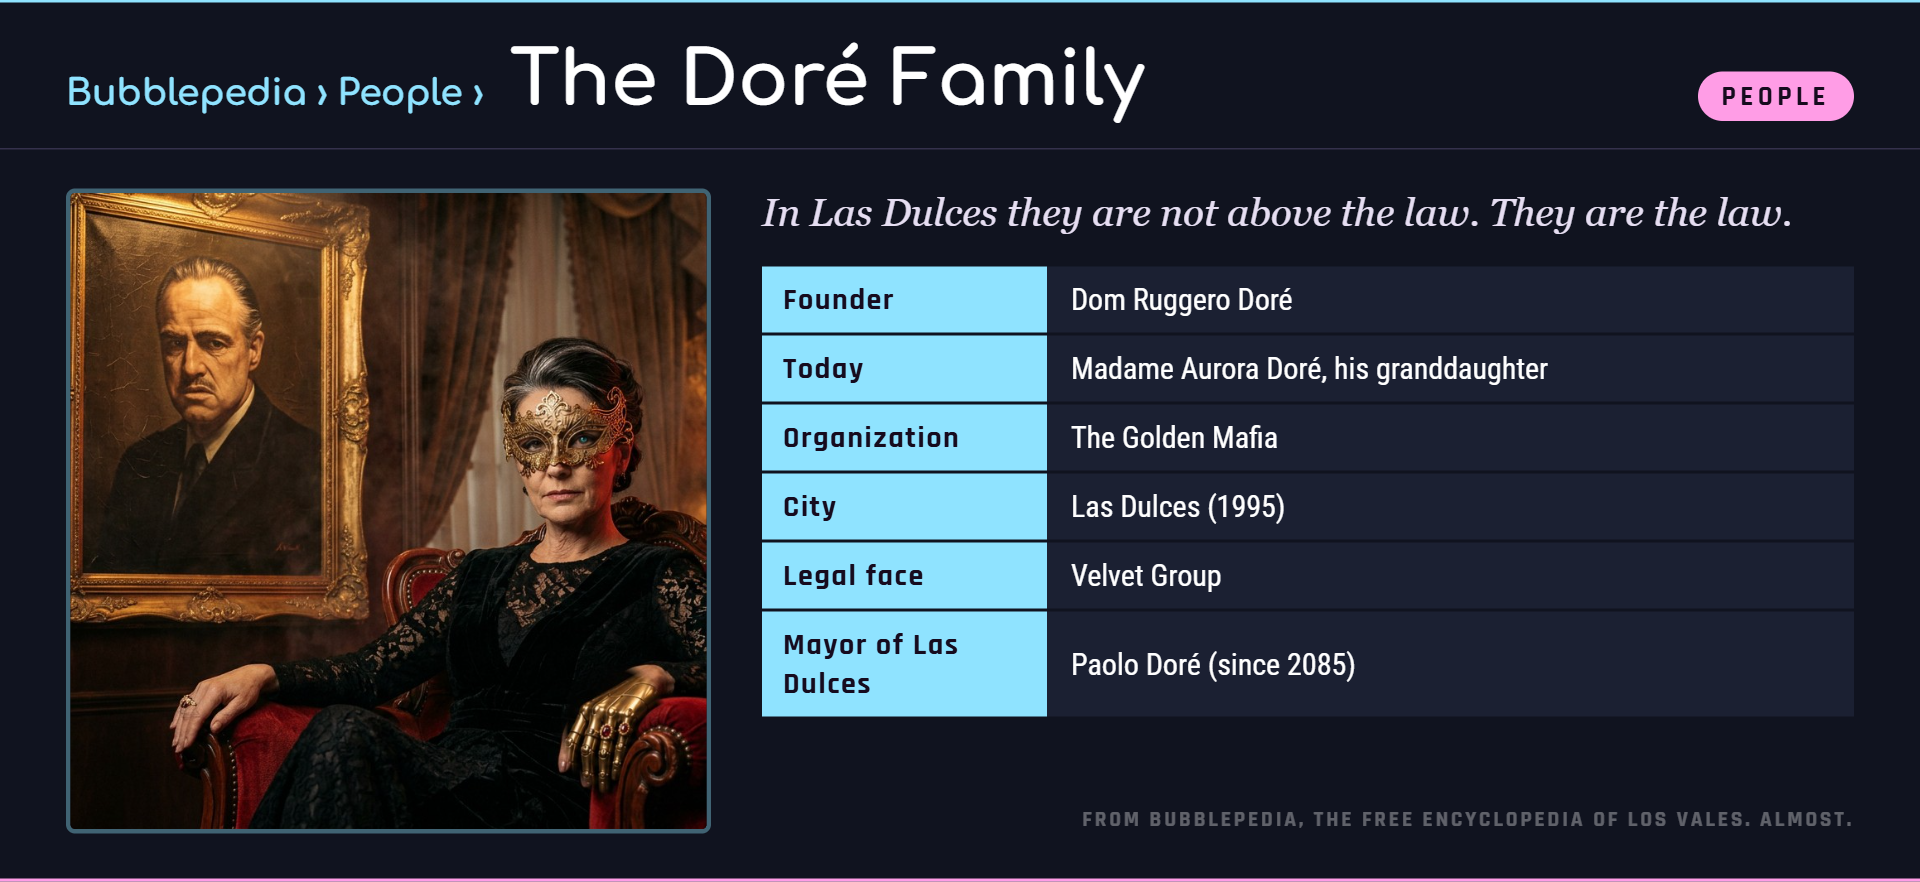 Bubblepedia › People › The Doré Family
PEOPLE
In Las Dulces they are not above the law. They are the law.
Founder
Dom Ruggero Doré
Today
Madame Aurora Doré, his granddaughter
Organization
The Golden Mafia
City
Las Dulces (1995)
Legal face
Velvet Group
Mayor of Las
Dulces
Paolo Doré (since 2085)
FROM BUBBLEPEDIA, THE FREE ENCYCLOPEDIA OF LOS VALES. ALMOST.